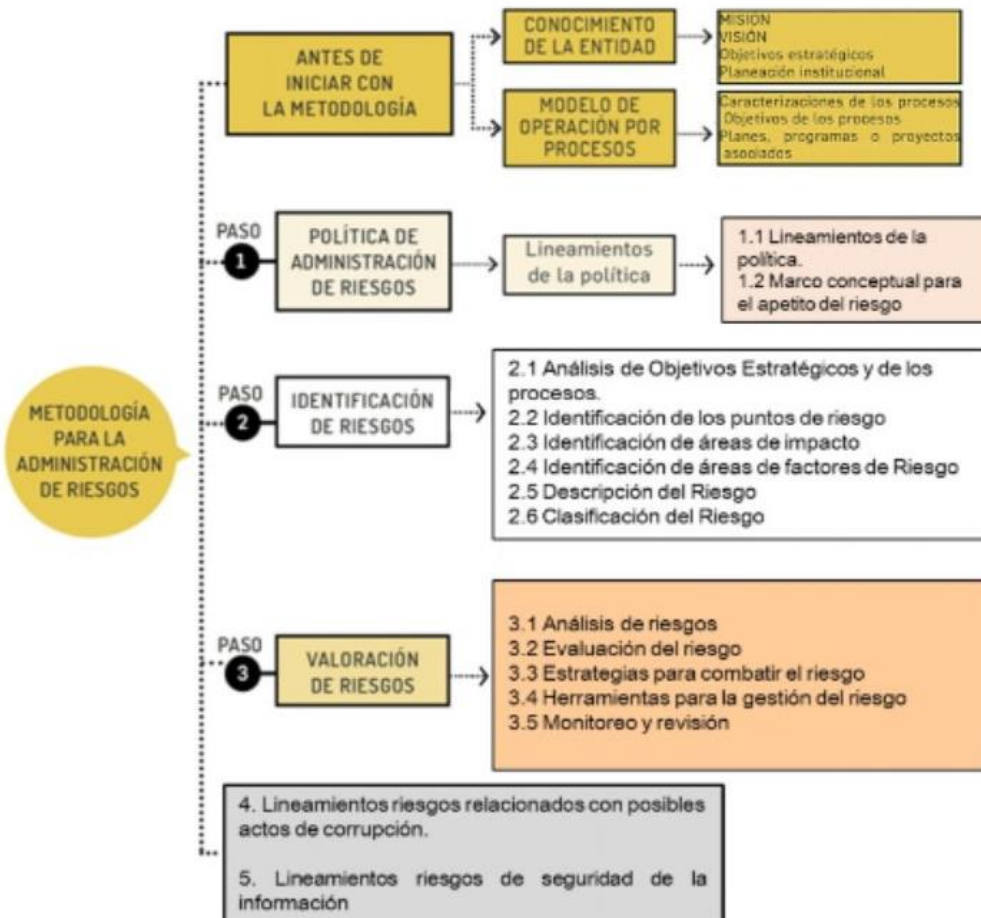 ANTES DE
INICIAR CON
LA METODOLOGÍA
CONOCIMIENTO
DE LA ENTIDAD
MISIÓN
VISIÓN
Objetivos estratégicos
Planeación institucional
MODELO DE
OPERACIÓN POR
PROCESOS
Caracterizaciones de los procesos
Objetivos de los procesos
Planes, programas o proyectos
asociados
PASO
1
POLÍTICA DE
ADMINISTRACIÓN
DE RIESGOS
Lineamientos
de la política
1.1 Lineamientos de la
política.
1.2 Marco conceptual para
el apetito del riesgo
METODOLOGÍA
PARA LA
ADMINISTRACIÓN
DE RIESGOS
PASO
2
IDENTIFICACIÓN
DE RIESGOS
2.1 Análisis de Objetivos Estratégicos y de los
procesos.
2.2 Identificación de los puntos de riesgo
2.3 Identificación de áreas de impacto
2.4 Identificación de áreas de factores de Riesgo
2.5 Descripción del Riesgo
2.6 Clasificación del Riesgo
PASO
3
VALORACIÓN
DE RIESGOS
3.1 Análisis de riesgos
3.2 Evaluación del riesgo
3.3 Estrategias para combatir el riesgo
3.4 Herramientas para la gestión del riesgo
3.5 Monitoreo y revisión
4. Lineamientos riesgos relacionados con posibles
actos de corrupción.
5. Lineamientos riesgos de seguridad de la
información